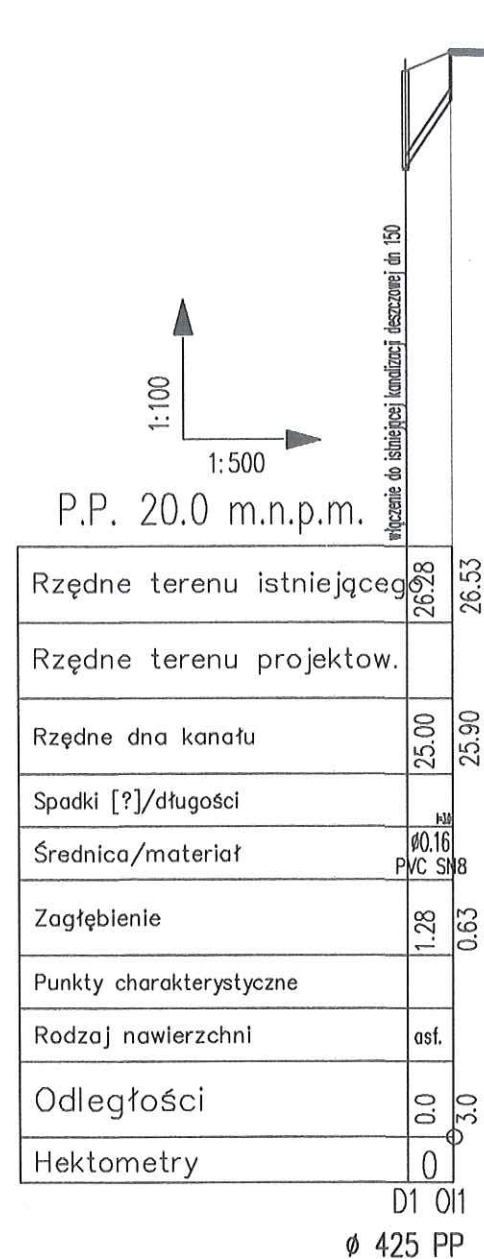 włączenie do istniejącej kanalizacji deszczowej dn 150
1:100
1:500
P.P. 20.0 m.n.p.m.
Rzędne terenu istniejącego 26.28 26.53
Rzędne terenu projektow.
Rzędne dna kanału 25.00 25.90
Spadki [?]/długości
Średnica/materiał ø0.16
PVC SN8
Zagłębienie 1.28 0.63
Punkty charakterystyczne
Rodzaj nawierzchni asf.
Odległości 0.0 3.0
Hektometry 0
D1 Ol1
ø 425 PP